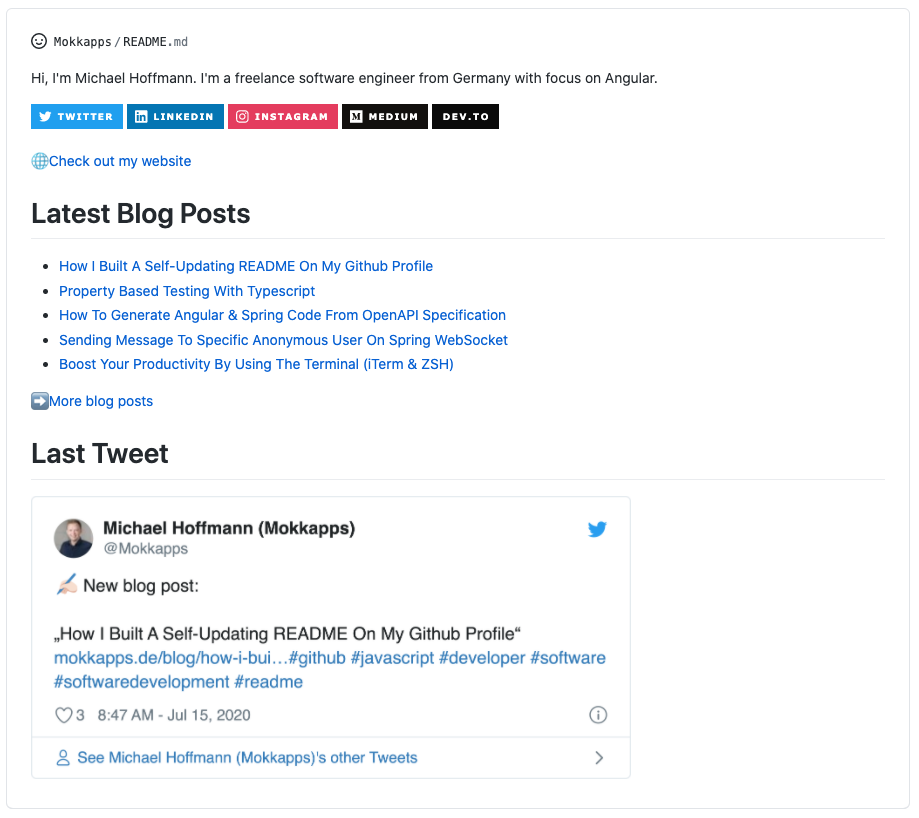 Mokkapps/README.md
Hi, I'm Michael Hoffmann. I'm a freelance software engineer from Germany with focus on Angular.
TWITTER LINKEDIN INSTAGRAM MEDIUM DEV.TO
Check out my website
Latest Blog Posts
How I Built A Self-Updating README On My Github Profile
Property Based Testing With Typescript
How To Generate Angular & Spring Code From OpenAPI Specification
Sending Message To Specific Anonymous User On Spring WebSocket
Boost Your Productivity By Using The Terminal (iTerm & ZSH)
More blog posts
Last Tweet
Michael Hoffmann (Mokkapps)
@Mokkapps
New blog post:
„How I Built A Self-Updating README On My Github Profile“
mokkapps.de/blog/how-i-bui…#github #javascript #developer #software
#softwaredevelopment #readme
3 8:47 AM - Jul 15, 2020
See Michael Hoffmann (Mokkapps)'s other Tweets